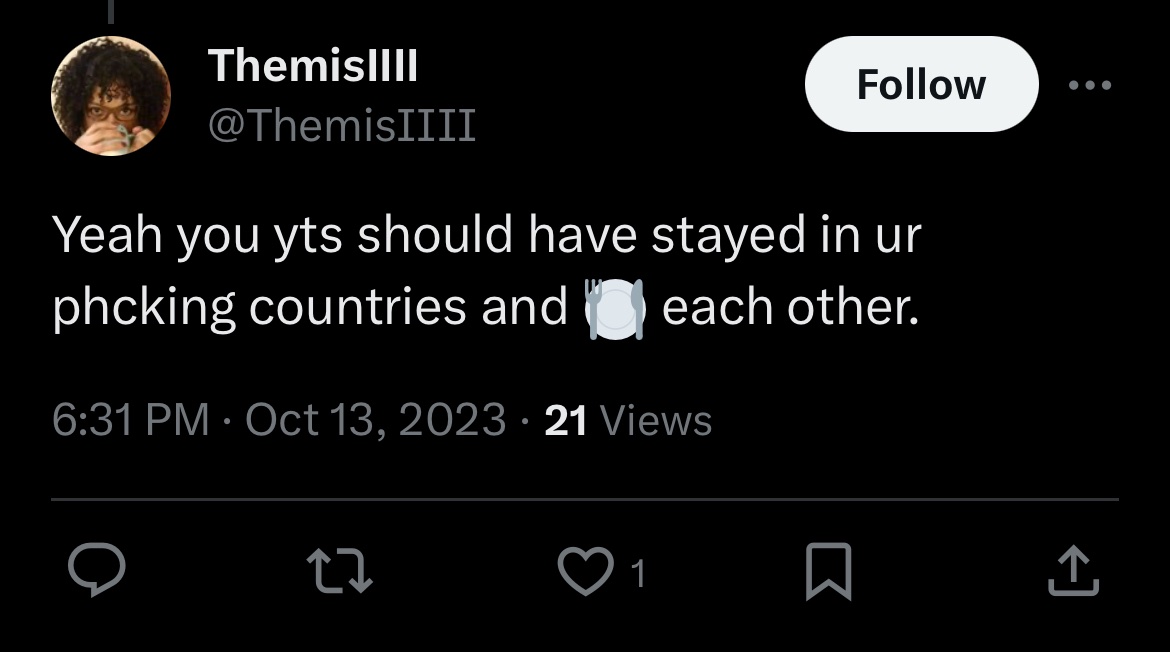 ThemisIIII
@ThemisIIII
Follow
Yeah you yts should have stayed in ur
phcking countries and 🍽️ each other.
6:31 PM · Oct 13, 2023 · 21 Views
1